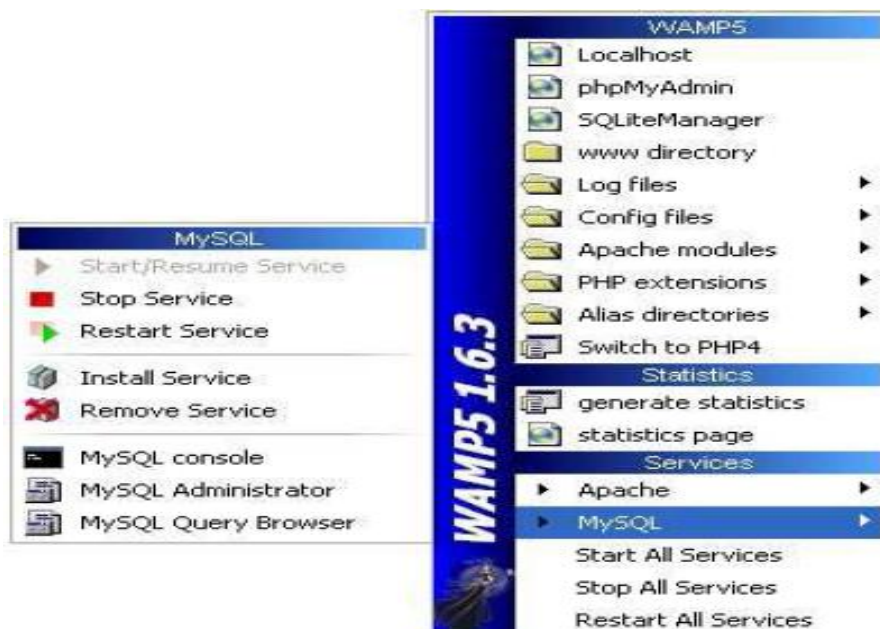 WAMP5
Localhost
phpMyAdmin
SQLiteManager
www directory
Log files
Config files
Apache modules
PHP extensions
Alias directories
Switch to PHP4
Statistics
generate statistics
statistics page
Services
Apache
MySQL
Start All Services
Stop All Services
Restart All Services
WAMP5 1.6.3
MySQL
Start/Resume Service
Stop Service
Restart Service
Install Service
Remove Service
MySQL console
MySQL Administrator
MySQL Query Browser